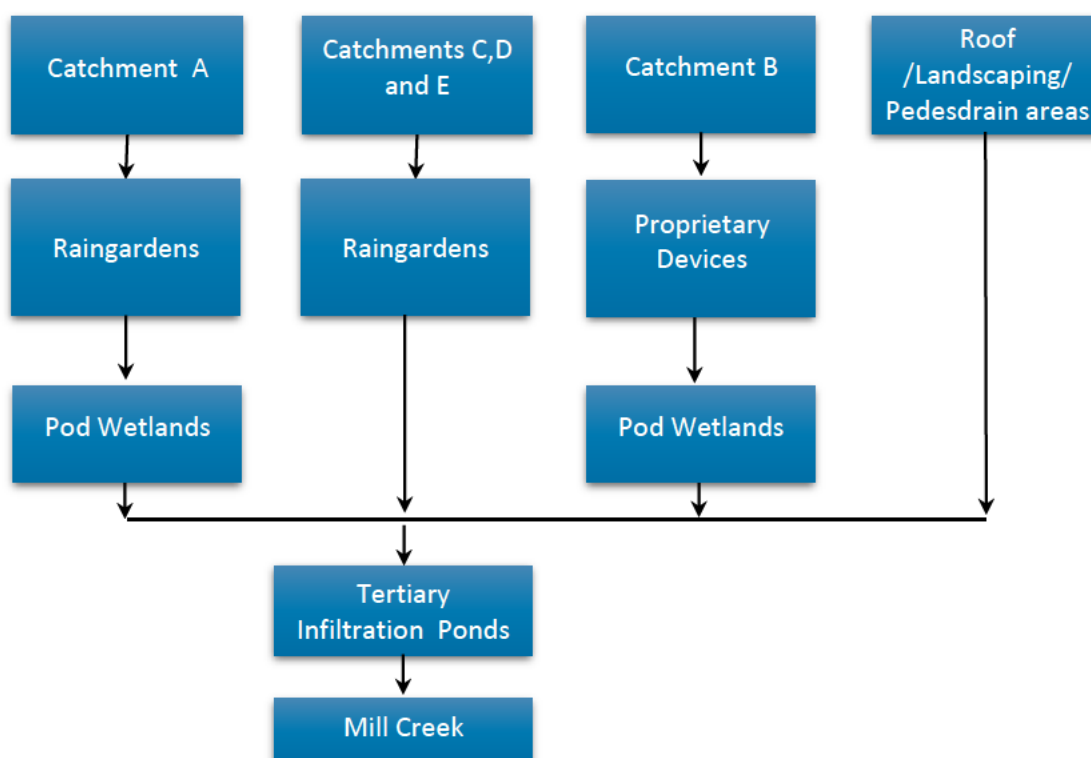 Catchment A
Catchments C,D
and E
Catchment B
Roof
/Landscaping/
Pedesdrain areas
Raingardens
Raingardens
Proprietary
Devices
Pod Wetlands
Pod Wetlands
Tertiary
Infiltration Ponds
Mill Creek